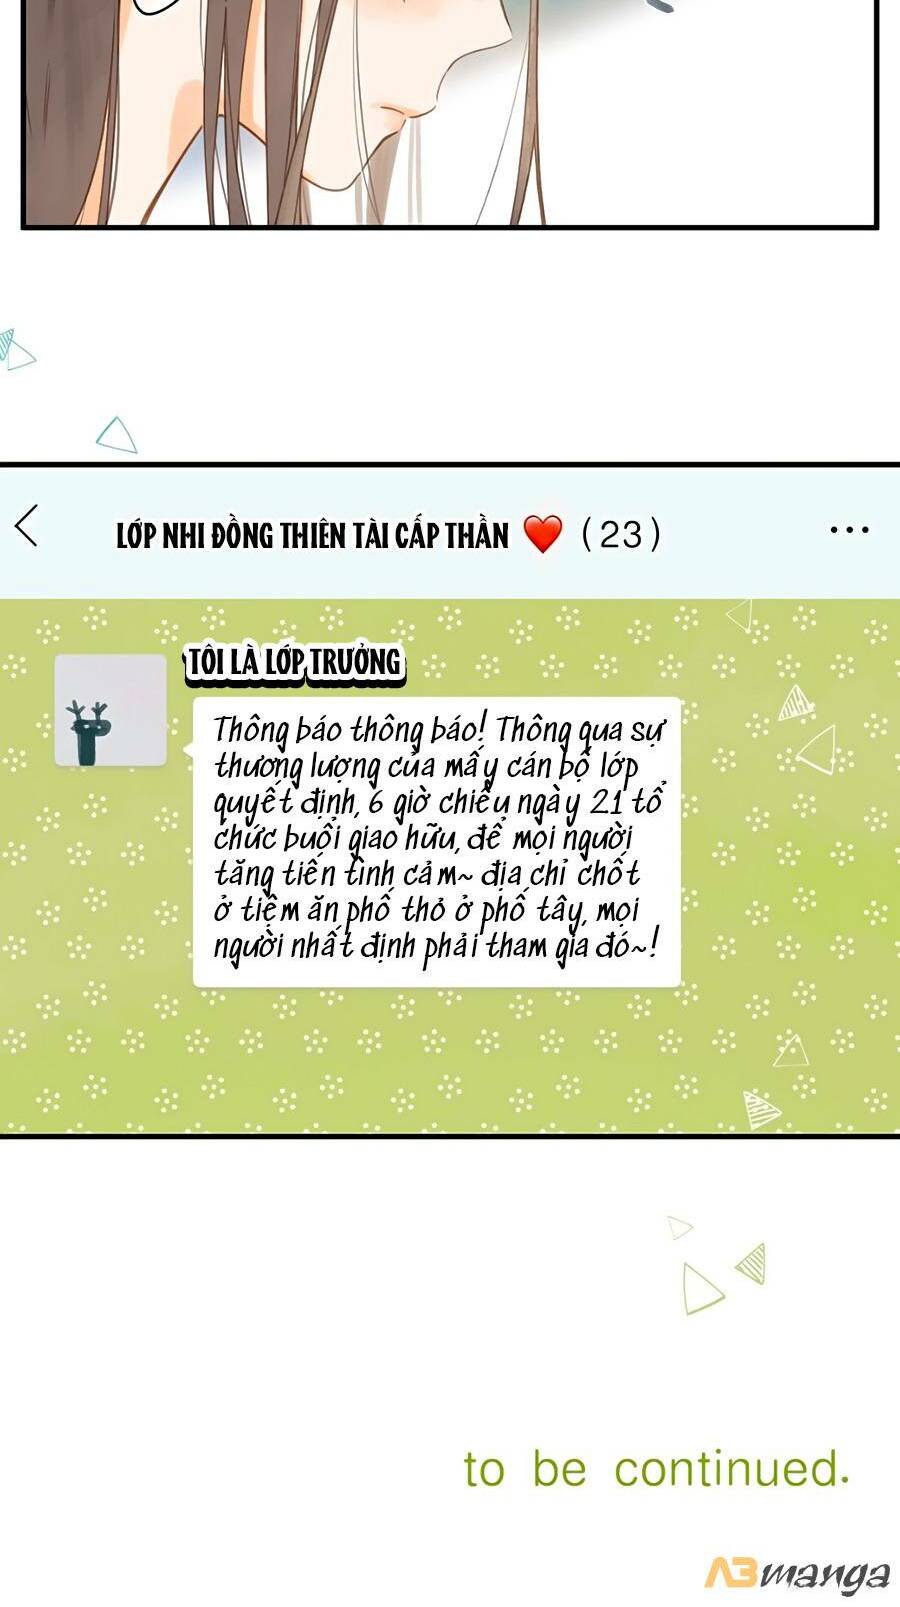 LỚP NHI ĐỒNG THIÊN TÀI CẤP THẦN ❤️ (23)
TÔI LÀ LỚP TRƯỞNG
Thông báo thông báo! Thông qua sự
thương lượng của mấy cán bộ lớp
quyết định, 6 giờ chiều ngày 21 tổ
chức buổi giao hữu, để mọi người
tăng tiến tình cảm~ địa chỉ chốt
ở tiệm ăn phố thỏ ở phố tây, mọi
người nhất định phải tham gia đó~!
to be continued.
A3manga